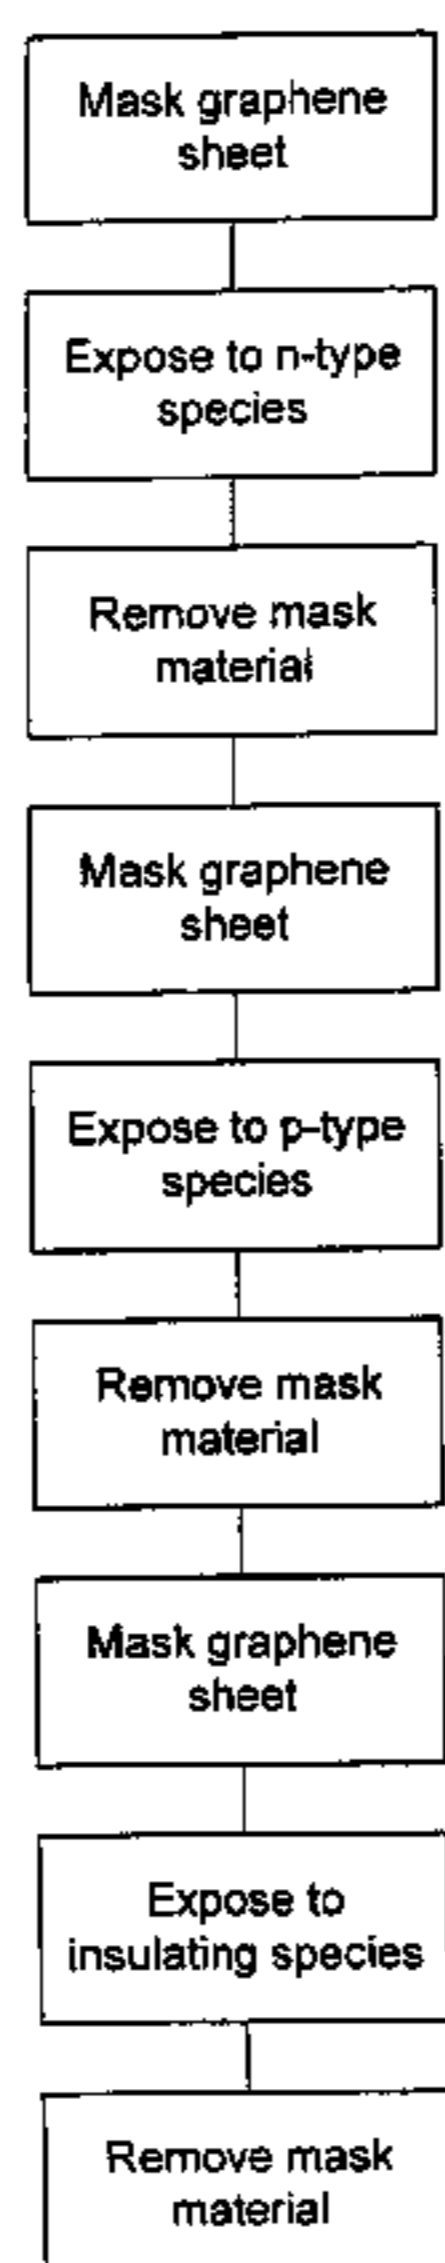 Mask graphene
sheet
Expose to n-type
species
Remove mask
material
Mask graphene
sheet
Expose to p-type
species
Remove mask
material
Mask graphene
sheet
Expose to
insulating species
Remove mask
material